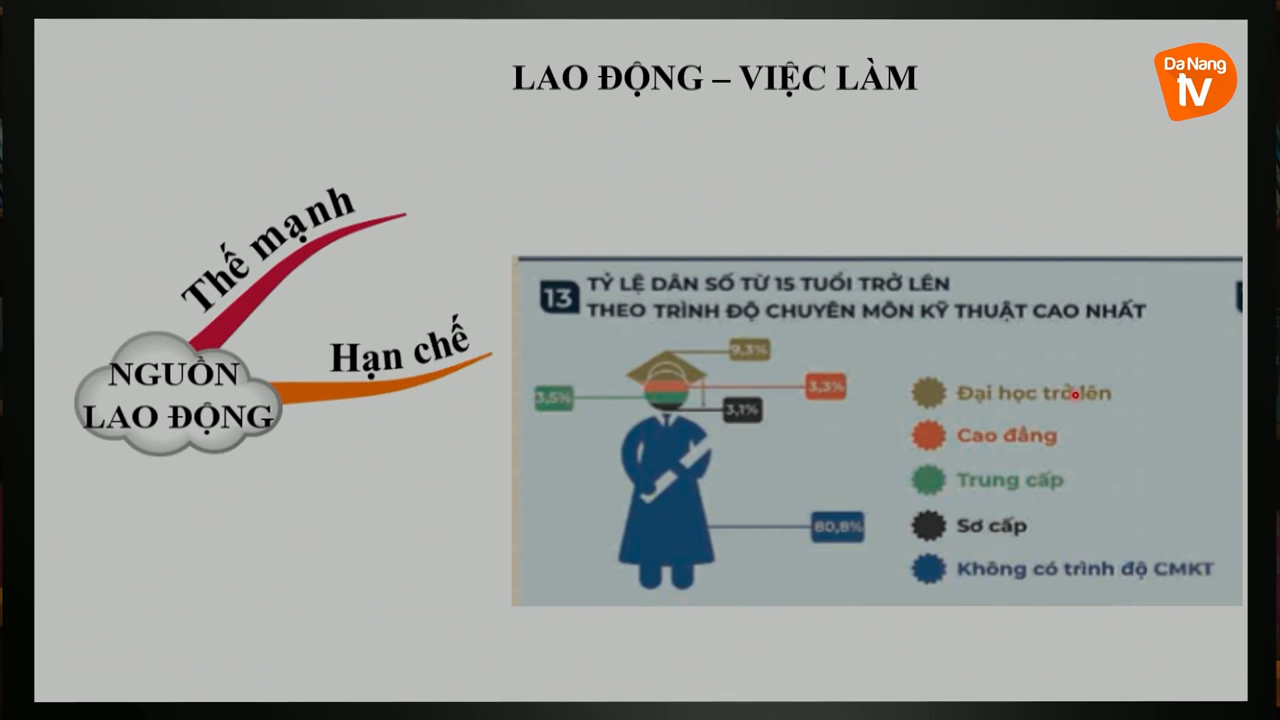 LAO ĐỘNG – VIỆC LÀM
Da Nang
tv
Thế mạnh
Hạn chế
NGUỒN
LAO ĐỘNG
13
TỶ LỆ DÂN SỐ TỪ 15 TUỔI TRỞ LÊN
THEO TRÌNH ĐỘ CHUYÊN MÔN KỸ THUẬT CAO NHẤT
9,3%
3,3%
3,5%
3,1%
80,8%
Đại học trở lên
Cao đẳng
Trung cấp
Sơ cấp
Không có trình độ CMKT